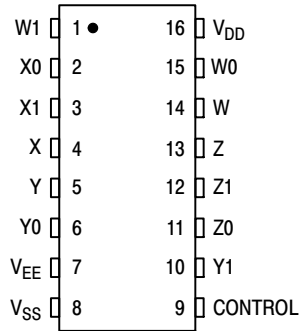 W1 1 16 VDD
X0 2 15 W0
X1 3 14 W
X 4 13 Z
Y 5 12 Z1
Y0 6 11 Z0
VEE 7 10 Y1
VSS 8 9 CONTROL